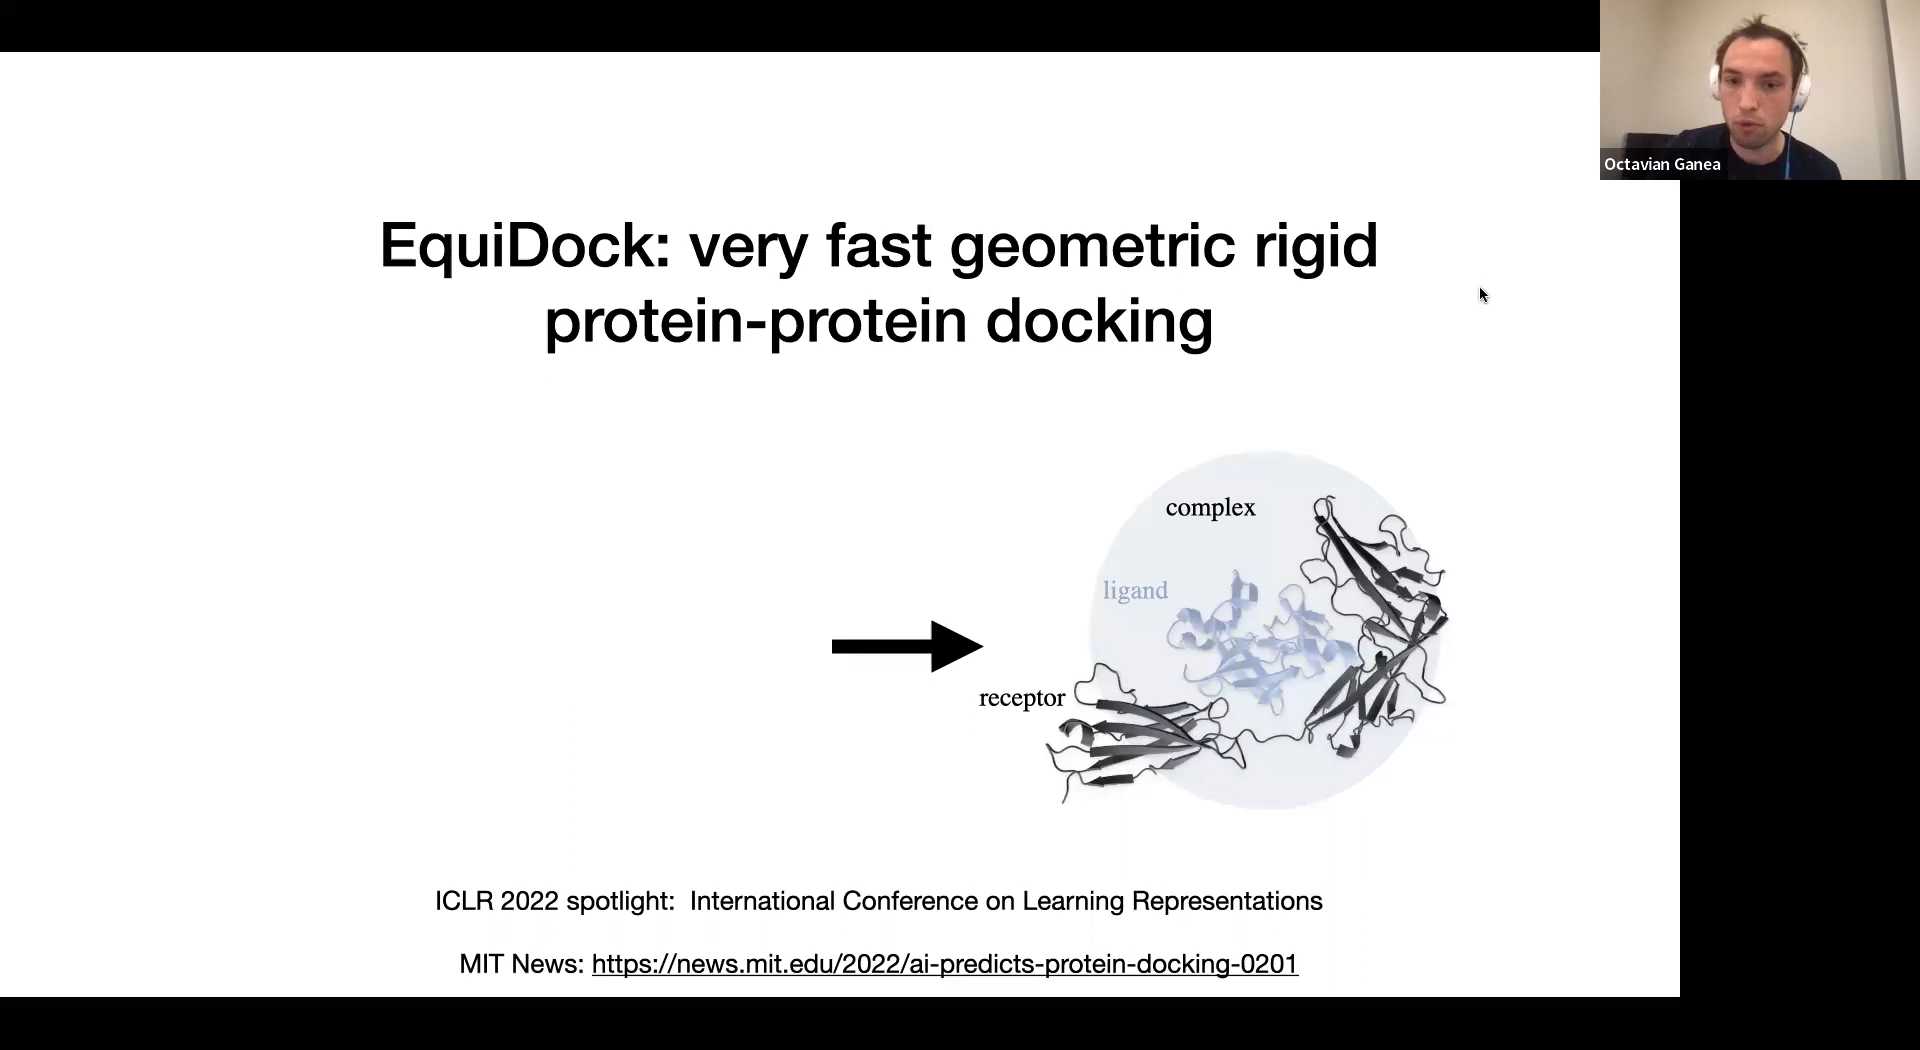 Octavian Ganea
EquiDock: very fast geometric rigid
protein-protein docking
complex
ligand
receptor
ICLR 2022 spotlight: International Conference on Learning Representations
MIT News: https://news.mit.edu/2022/ai-predicts-protein-docking-0201